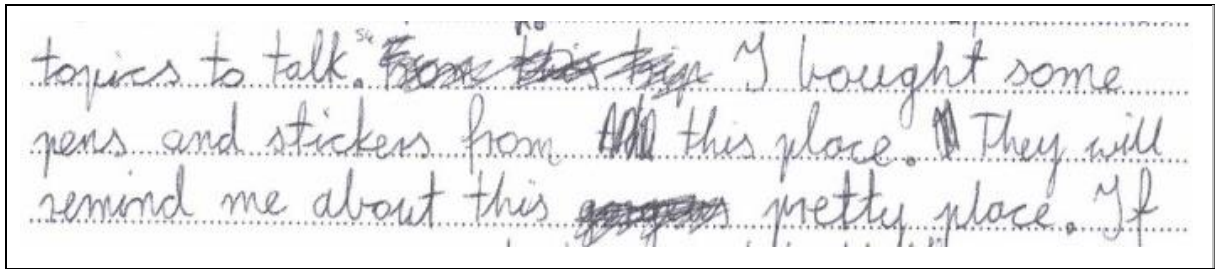 topics to talk. I bought some
pens and stickers from this place. They will
remind me about this pretty place. If